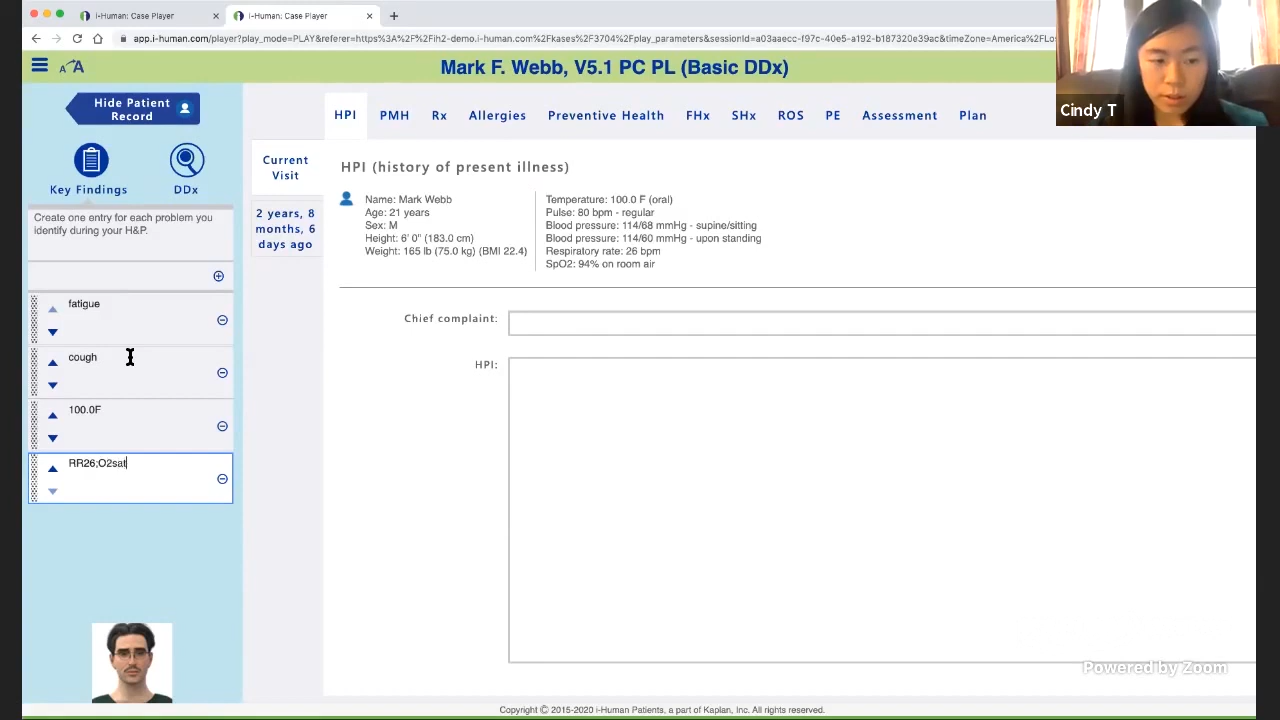 i-Human: Case Player
i-Human: Case Player
app.i-human.com/player?play_mode=PLAY&referer=https%3A%2F%2Fih2-demo.i-human.com%2Fkases%2F3704%2Fplay_parameters&sessionId=a03aaecc-f97c-40e5-a192-b187320e39ac&timeZone=America%2FLos
AA
Mark F. Webb, V5.1 PC PL (Basic DDx)
Cindy T
Hide Patient
Record
HPI PMH Rx Allergies Preventive Health FHx SHx ROS PE Assessment Plan
Key Findings
DDx
Create one entry for each problem you
identify during your H&P.
fatigue
cough
100.0F
RR26;O2sat
Current
Visit
2 years, 8
months, 6
days ago
HPI (history of present illness)
Name: Mark Webb
Age: 21 years
Sex: M
Height: 6' 0" (183.0 cm)
Weight: 165 lb (75.0 kg) (BMI 22.4)
Temperature: 100.0 F (oral)
Pulse: 80 bpm - regular
Blood pressure: 114/68 mmHg - supine/sitting
Blood pressure: 114/60 mmHg - upon standing
Respiratory rate: 26 bpm
SpO2: 94% on room air
Chief complaint:
HPI:
Powered by Zoom
Copyright © 2015-2020 i-Human Patients, a part of Kaplan, Inc. All rights reserved.